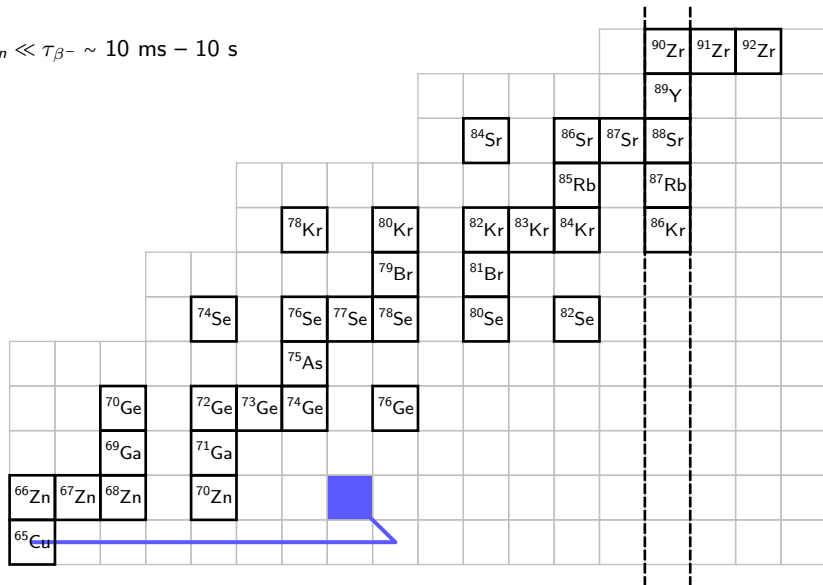 n ≪ τβ⁻ ~ 10 ms – 10 s
⁹⁰Zr ⁹¹Zr ⁹²Zr
⁸⁹Y
⁸⁴Sr ⁸⁶Sr ⁸⁷Sr ⁸⁸Sr
⁸⁵Rb ⁸⁷Rb
⁷⁸Kr ⁸⁰Kr ⁸²Kr ⁸³Kr ⁸⁴Kr ⁸⁶Kr
⁷⁹Br ⁸¹Br
⁷⁴Se ⁷⁶Se ⁷⁷Se ⁷⁸Se ⁸⁰Se ⁸²Se
⁷⁵As
⁷⁰Ge ⁷²Ge ⁷³Ge ⁷⁴Ge ⁷⁶Ge
⁶⁹Ga ⁷¹Ga
⁶⁶Zn ⁶⁷Zn ⁶⁸Zn ⁷⁰Zn
⁶⁵Cu